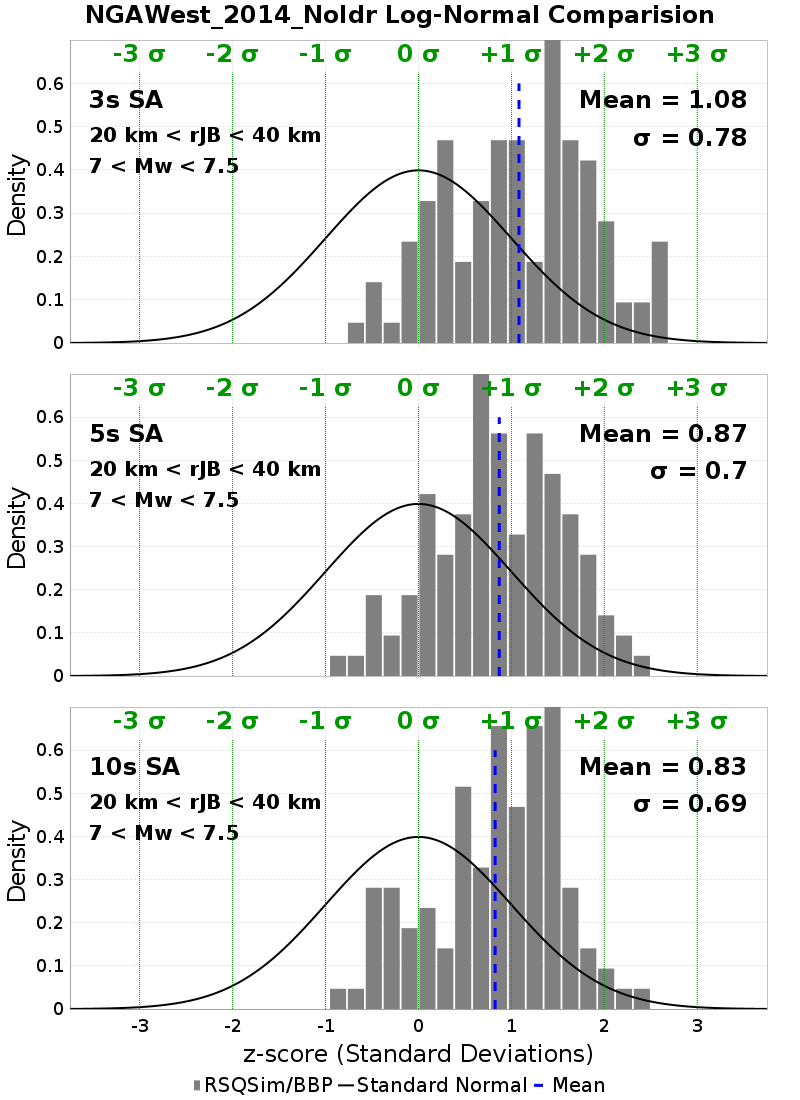 NGAWest_2014_NoIdr Log-Normal Comparision
-3 σ -2 σ -1 σ 0 σ +1 σ +2 σ +3 σ
3s SA
20 km < rJB < 40 km
7 < Mw < 7.5
Mean = 1.08
σ = 0.78
Density
0.6
0.5
0.4
0.3
0.2
0.1
0
-3 σ -2 σ -1 σ 0 σ +1 σ +2 σ +3 σ
5s SA
20 km < rJB < 40 km
7 < Mw < 7.5
Mean = 0.87
σ = 0.7
Density
0.6
0.5
0.4
0.3
0.2
0.1
0
-3 σ -2 σ -1 σ 0 σ +1 σ +2 σ +3 σ
10s SA
20 km < rJB < 40 km
7 < Mw < 7.5
Mean = 0.83
σ = 0.69
Density
0.6
0.5
0.4
0.3
0.2
0.1
0
-3 -2 -1 0 1 2 3
z-score (Standard Deviations)
RSQSim/BBP Standard Normal Mean